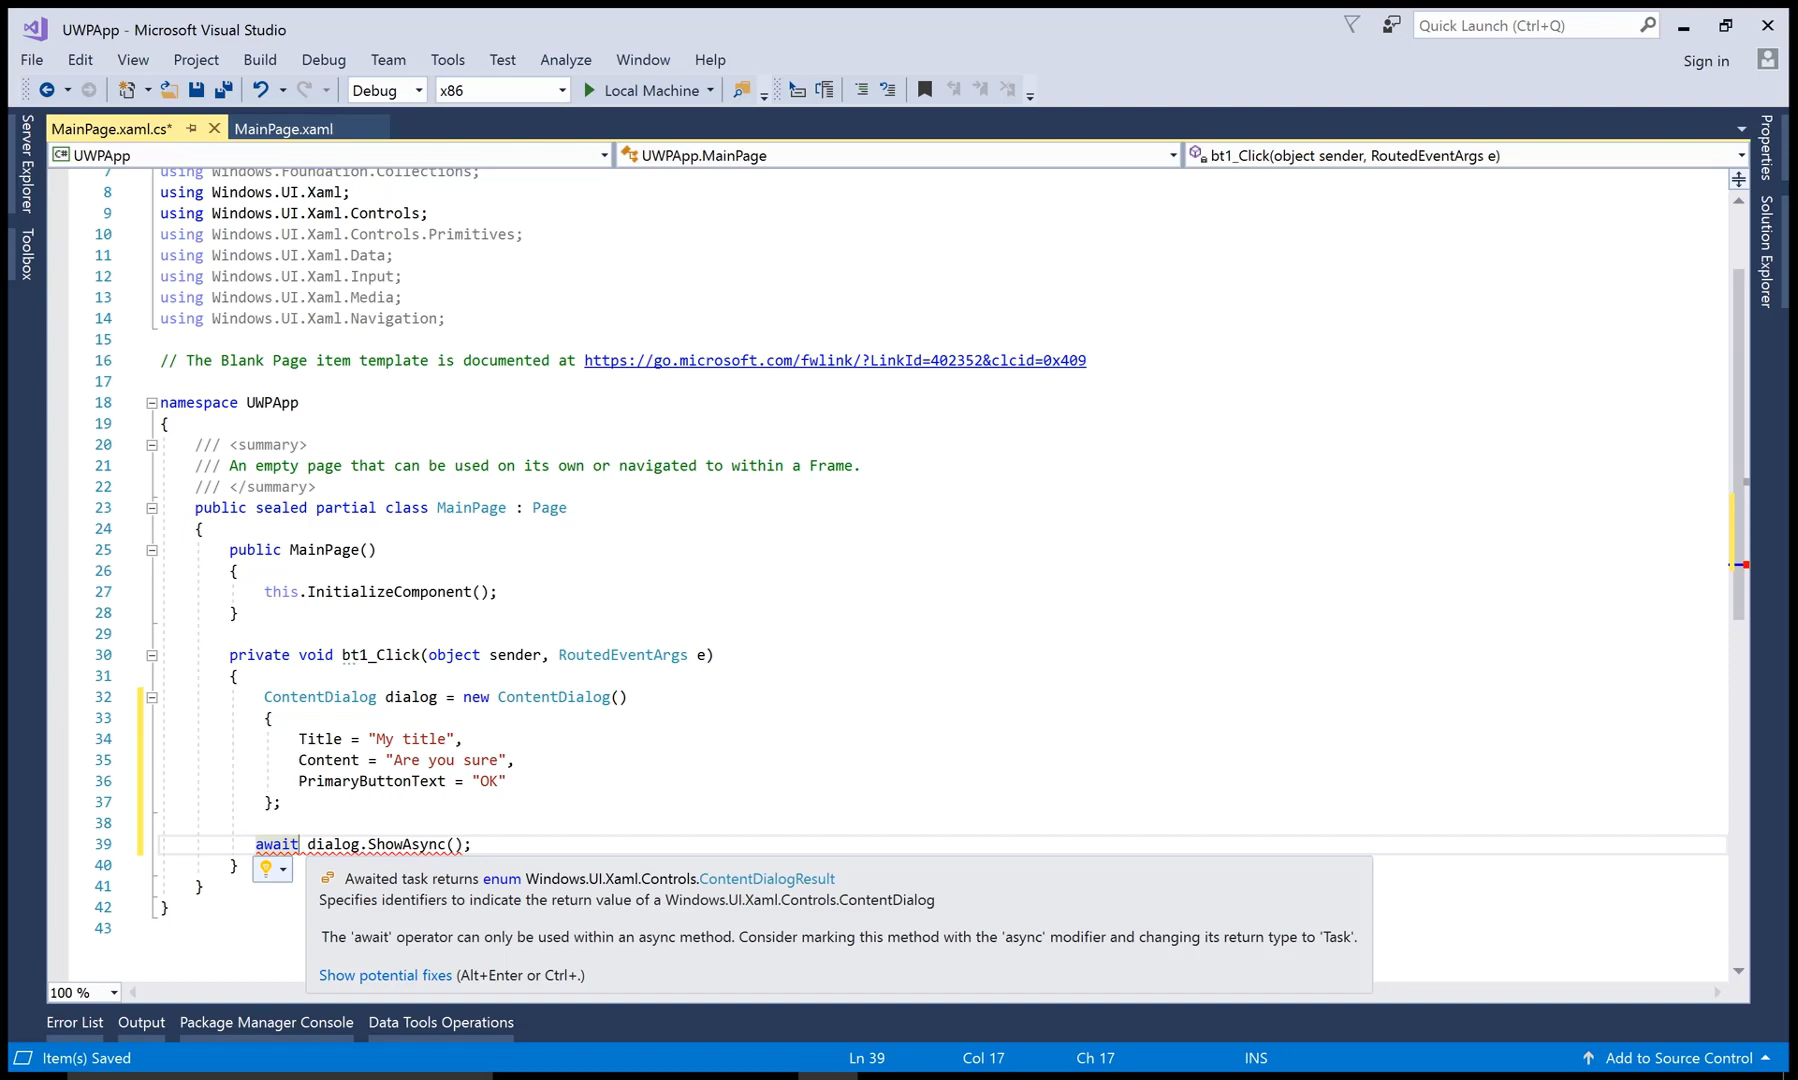 UWPApp - Microsoft Visual Studio
Quick Launch (Ctrl+Q)
File Edit View Project Build Debug Team Tools Test Analyze Window Help
Sign in
Debug x86 Local Machine
Server Explorer
Toolbox
Properties
Solution Explorer
MainPage.xaml.cs* MainPage.xaml
C# UWPApp UWPApp.MainPage bt1_Click(object sender, RoutedEventArgs e)
7 using Windows.Foundation.Collections;
8 using Windows.UI.Xaml;
9 using Windows.UI.Xaml.Controls;
10 using Windows.UI.Xaml.Controls.Primitives;
11 using Windows.UI.Xaml.Data;
12 using Windows.UI.Xaml.Input;
13 using Windows.UI.Xaml.Media;
14 using Windows.UI.Xaml.Navigation;
15
16 // The Blank Page item template is documented at https://go.microsoft.com/fwlink/?LinkId=402352&clcid=0x409
17
18 namespace UWPApp
19 {
20 /// <summary>
21 /// An empty page that can be used on its own or navigated to within a Frame.
22 /// </summary>
23 public sealed partial class MainPage : Page
24 {
25 public MainPage()
26 {
27 this.InitializeComponent();
28 }
29
30 private void bt1_Click(object sender, RoutedEventArgs e)
31 {
32 ContentDialog dialog = new ContentDialog()
33 {
34 Title = "My title",
35 Content = "Are you sure",
36 PrimaryButtonText = "OK"
37 };
38
39 await dialog.ShowAsync();
40 }
41 }
42 }
43
Awaited task returns enum Windows.UI.Xaml.Controls.ContentDialogResult
Specifies identifiers to indicate the return value of a Windows.UI.Xaml.Controls.ContentDialog
The 'await' operator can only be used within an async method. Consider marking this method with the 'async' modifier and changing its return type to 'Task'.
Show potential fixes (Alt+Enter or Ctrl+.)
100 %
Error List Output Package Manager Console Data Tools Operations
Item(s) Saved Ln 39 Col 17 Ch 17 INS Add to Source Control